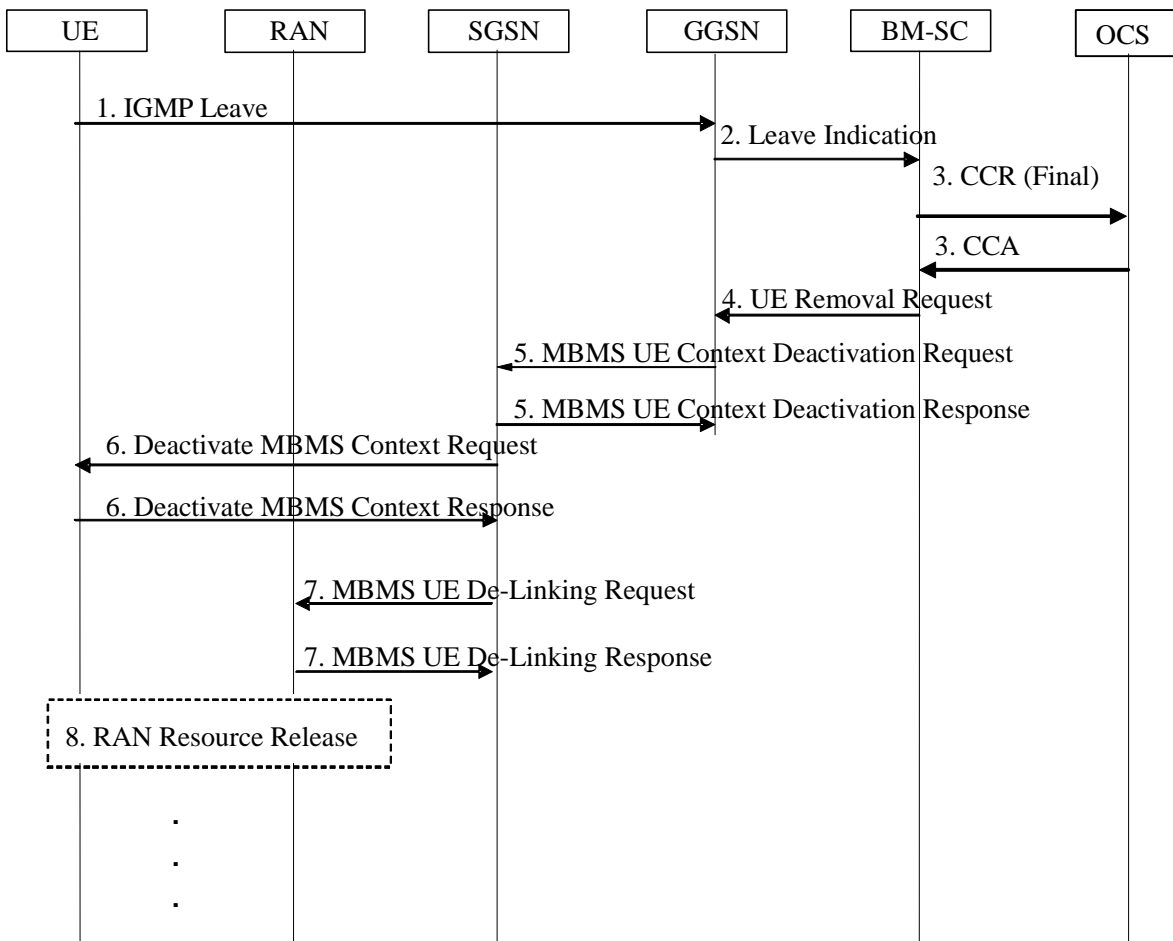 UE RAN SGSN GGSN BM-SC OCS
1. IGMP Leave
2. Leave Indication
3. CCR (Final)
3. CCA
4. UE Removal Request
5. MBMS UE Context Deactivation Request
5. MBMS UE Context Deactivation Response
6. Deactivate MBMS Context Request
6. Deactivate MBMS Context Response
7. MBMS UE De-Linking Request
7. MBMS UE De-Linking Response
8. RAN Resource Release